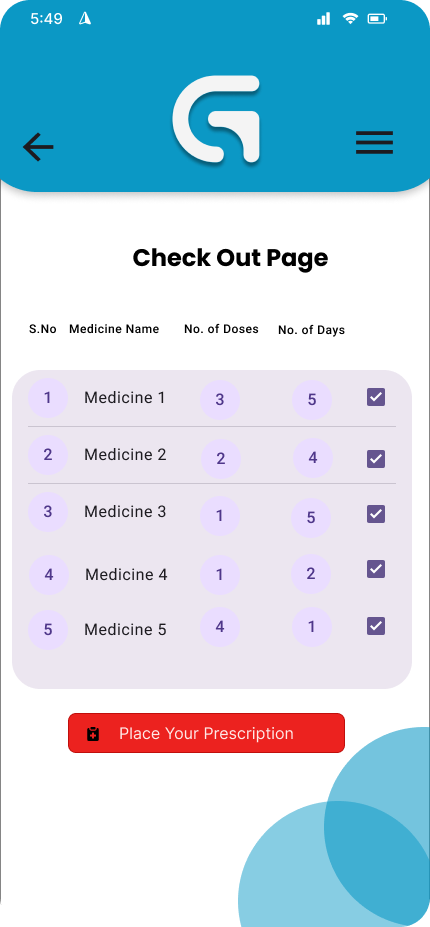 5:49
Check Out Page
S.No Medicine Name No. of Doses No. of Days
1 Medicine 1 3 5
2 Medicine 2 2 4
3 Medicine 3 1 5
4 Medicine 4 1 2
5 Medicine 5 4 1
Place Your Prescription